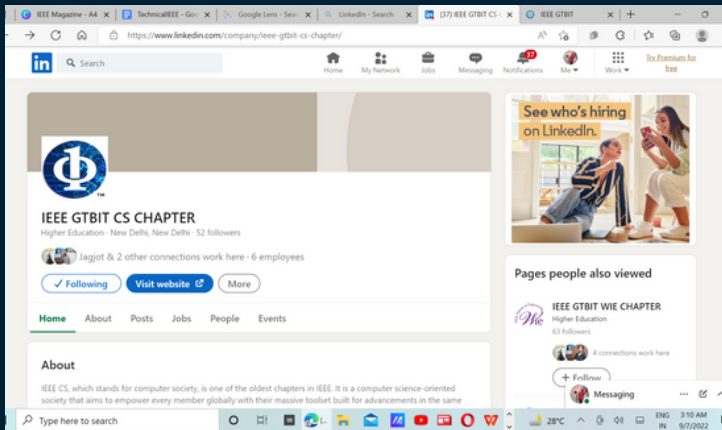 IEEE Magazine - A4
TechnicalIEEE - Goo
Google Lens - Sear
LinkedIn - Search
(37) IEEE GTBIT CS
IEEE GTBIT
https://www.linkedin.com/company/ieee-gtbit-cs-chapter/
in
Search
Home
My Network
Jobs
Messaging
37
Notifications
Me
Work
Try Premium for
free
See who's hiring
on LinkedIn.
TM
IEEE GTBIT CS CHAPTER
Higher Education · New Delhi, New Delhi · 52 followers
Jagjot & 2 other connections work here · 6 employees
✓ Following
Visit website
More
Home
About
Posts
Jobs
People
Events
About
IEEE CS, which stands for computer society, is one of the oldest chapters in IEEE. It is a computer science-oriented
society that aims to empower every member globally with their massive toolset built for advancements in the same
Pages people also viewed
Wie
IEEE GTBIT WIE CHAPTER
Higher Education
63 followers
4 connections work here
+ Follow
Messaging
Type here to search
28°C
ENG
IN
3:10 AM
9/7/2022